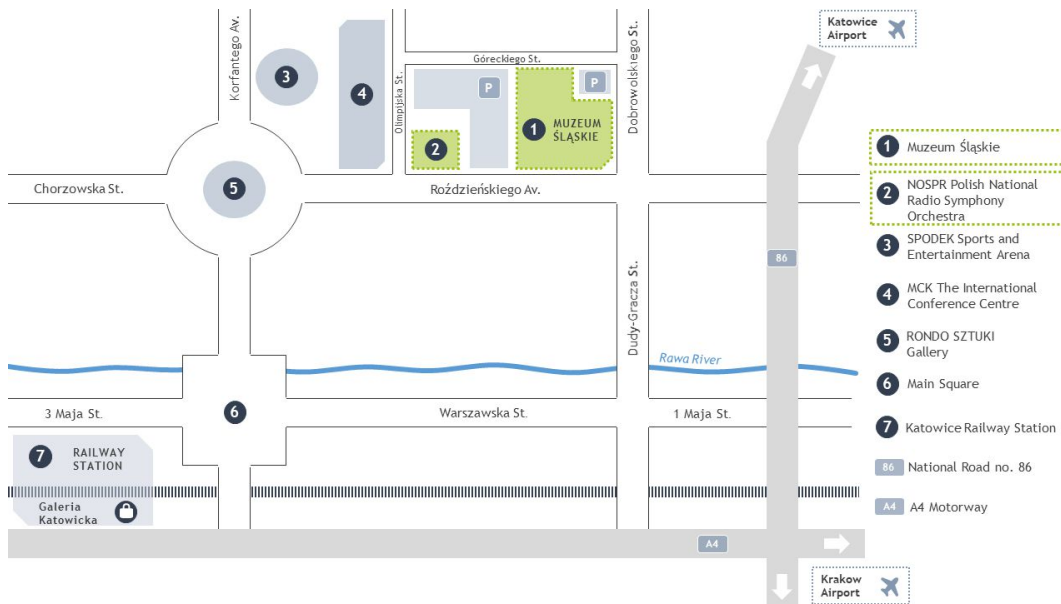 Katowice
Airport
Korfantego Av.
3
4
Olimpijska St.
Góreckiego St.
P
P
Dobrowolskiego St.
1 MUZEUM
ŚLĄSKIE
2
Chorzowska St.
5
Roździeńskiego Av.
86
Dudy-Gracza St.
Rawa River
3 Maja St.
6
Warszawska St.
1 Maja St.
7 RAILWAY
STATION
Galeria
Katowicka
A4
Krakow
Airport
1 Muzeum Śląskie
2 NOSPR Polish National
Radio Symphony
Orchestra
3 SPODEK Sports and
Entertainment Arena
4 MCK The International
Conference Centre
5 RONDO SZTUKI
Gallery
6 Main Square
7 Katowice Railway Station
86 National Road no. 86
A4 A4 Motorway